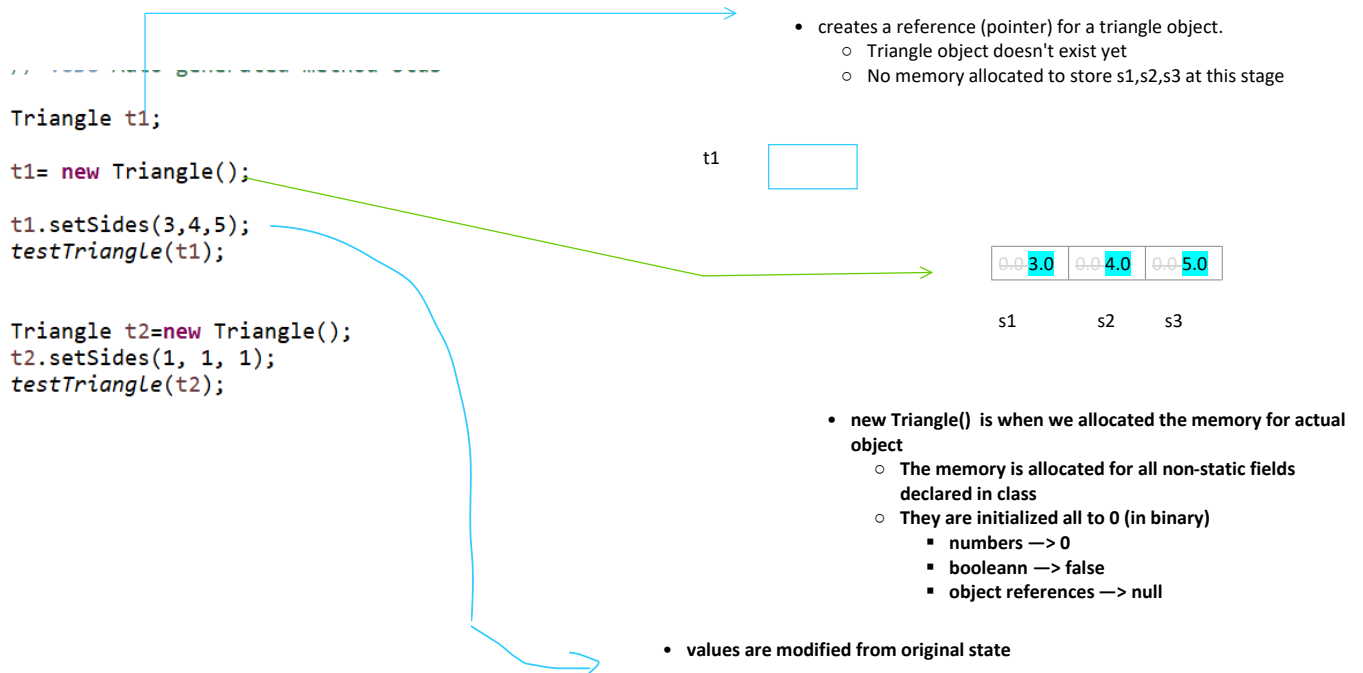 • creates a reference (pointer) for a triangle object.
○ Triangle object doesn't exist yet
○ No memory allocated to store s1,s2,s3 at this stage
Triangle t1;
t1= new Triangle();
t1.setSides(3,4,5);
testTriangle(t1);
Triangle t2=new Triangle();
t2.setSides(1, 1, 1);
testTriangle(t2);
t1
0.0 3.0 0.0 4.0 0.0 5.0
s1 s2 s3
• new Triangle() is when we allocated the memory for actual
object
○ The memory is allocated for all non-static fields
declared in class
○ They are initialized all to 0 (in binary)
▪ numbers —> 0
▪ booleann —> false
▪ object references —> null
• values are modified from original state